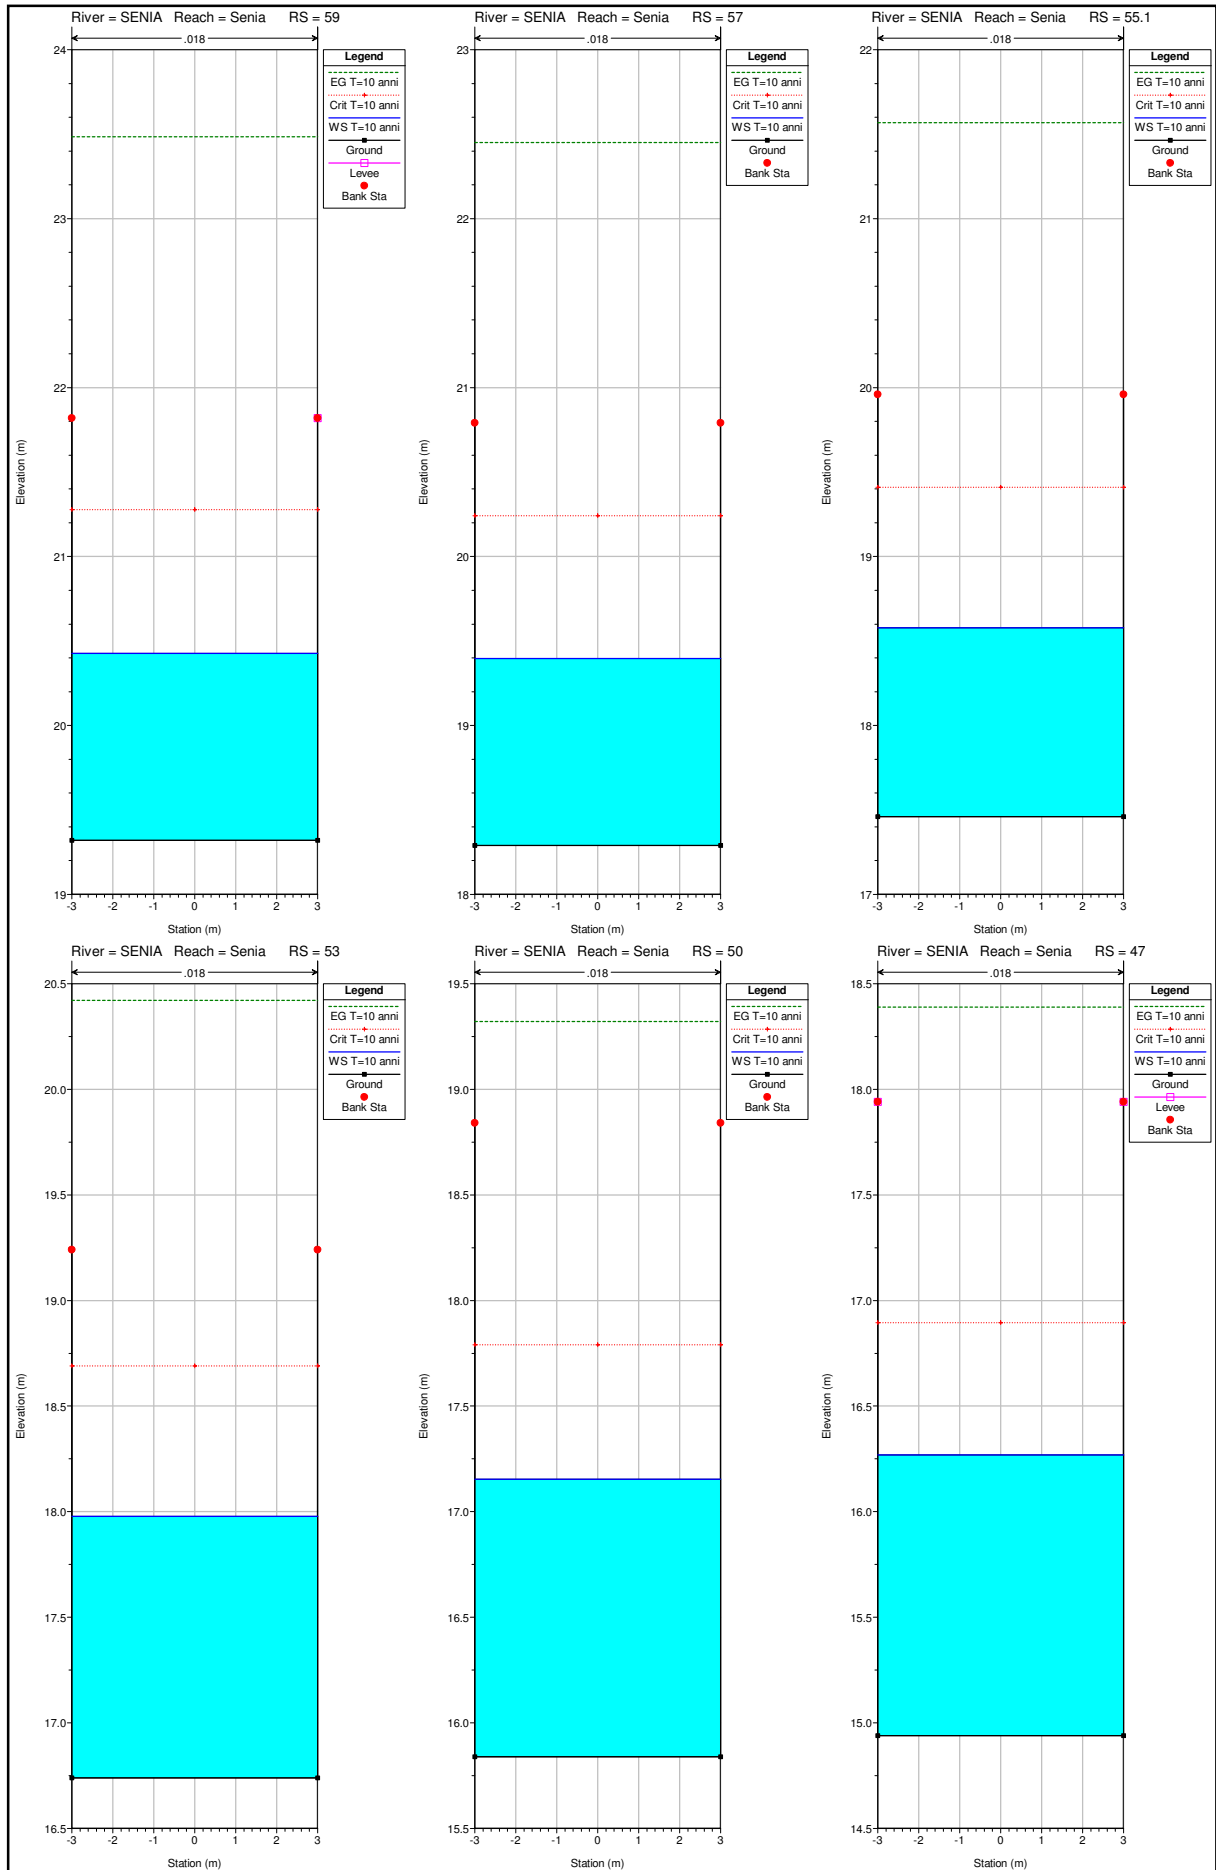 River = SENIA Reach = Senia RS = 59
.018
Legend
EG T=10 anni
Crit T=10 anni
WS T=10 anni
Ground
Levee
Bank Sta
24
23
22
21
20
19
Elevation (m)
-3 -2 -1 0 1 2 3
Station (m)
River = SENIA Reach = Senia RS = 57
.018
Legend
EG T=10 anni
Crit T=10 anni
WS T=10 anni
Ground
Bank Sta
23
22
21
20
19
18
Elevation (m)
-3 -2 -1 0 1 2 3
Station (m)
River = SENIA Reach = Senia RS = 55.1
.018
Legend
EG T=10 anni
Crit T=10 anni
WS T=10 anni
Ground
Bank Sta
22
21
20
19
18
17
Elevation (m)
-3 -2 -1 0 1 2 3
Station (m)
River = SENIA Reach = Senia RS = 53
.018
Legend
EG T=10 anni
Crit T=10 anni
WS T=10 anni
Ground
Bank Sta
20.5
20.0
19.5
19.0
18.5
18.0
17.5
17.0
16.5
Elevation (m)
-3 -2 -1 0 1 2 3
Station (m)
River = SENIA Reach = Senia RS = 50
.018
Legend
EG T=10 anni
Crit T=10 anni
WS T=10 anni
Ground
Bank Sta
19.5
19.0
18.5
18.0
17.5
17.0
16.5
16.0
15.5
Elevation (m)
-3 -2 -1 0 1 2 3
Station (m)
River = SENIA Reach = Senia RS = 47
.018
Legend
EG T=10 anni
Crit T=10 anni
WS T=10 anni
Ground
Levee
Bank Sta
18.5
18.0
17.5
17.0
16.5
16.0
15.5
15.0
14.5
Elevation (m)
-3 -2 -1 0 1 2 3
Station (m)